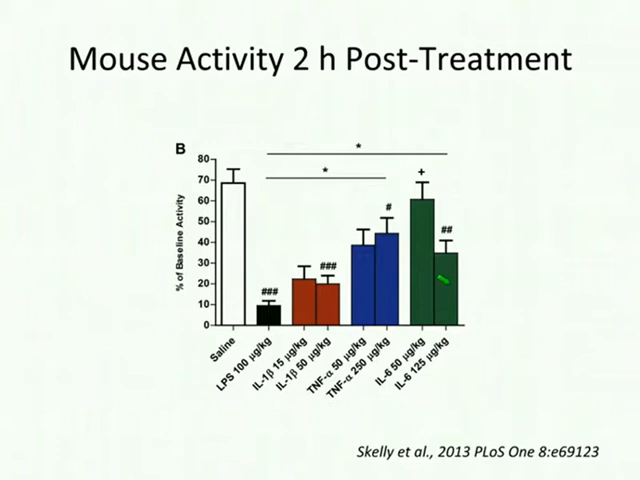 Mouse Activity 2 h Post-Treatment
B
*
*
% of Baseline Activity
80
70
60
50
40
30
20
10
0
###
###
#
+
##
Saline
LPS 100 µg/kg
IL-1β 15 µg/kg
IL-1β 50 µg/kg
TNF-α 50 µg/kg
TNF-α 250 µg/kg
IL-6 50 µg/kg
IL-6 125 µg/kg
Skelly et al., 2013 PLoS One 8:e69123